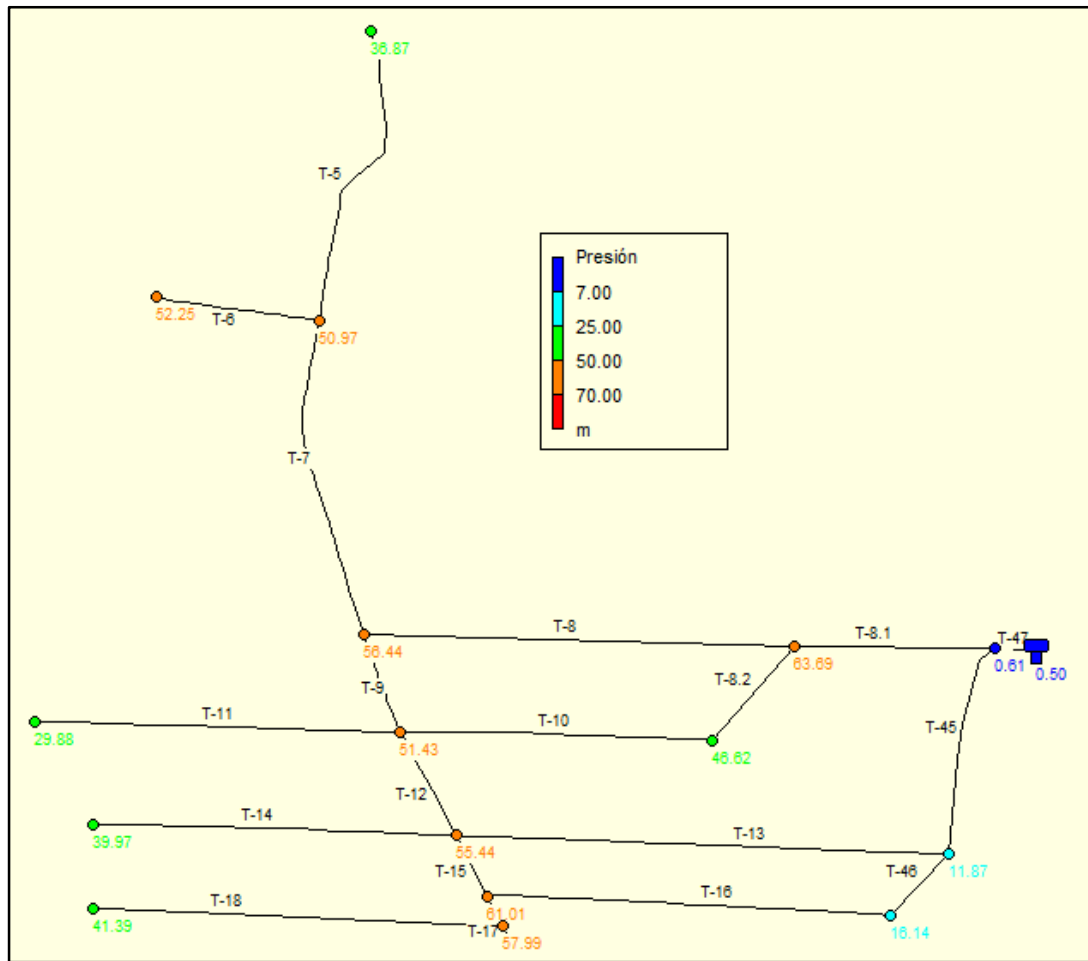 36.87
T-5
Presión
7.00
25.00
50.00
70.00
m
52.25
T-6
50.97
T-7
T-8
T-8.1
T-47
56.44
63.69
0.61
0.50
T-9
T-8.2
T-11
T-10
T-45
29.88
51.43
46.62
T-12
T-14
T-13
39.97
55.44
11.87
T-15
T-46
T-18
T-16
41.39
61.01
16.14
T-17
57.99